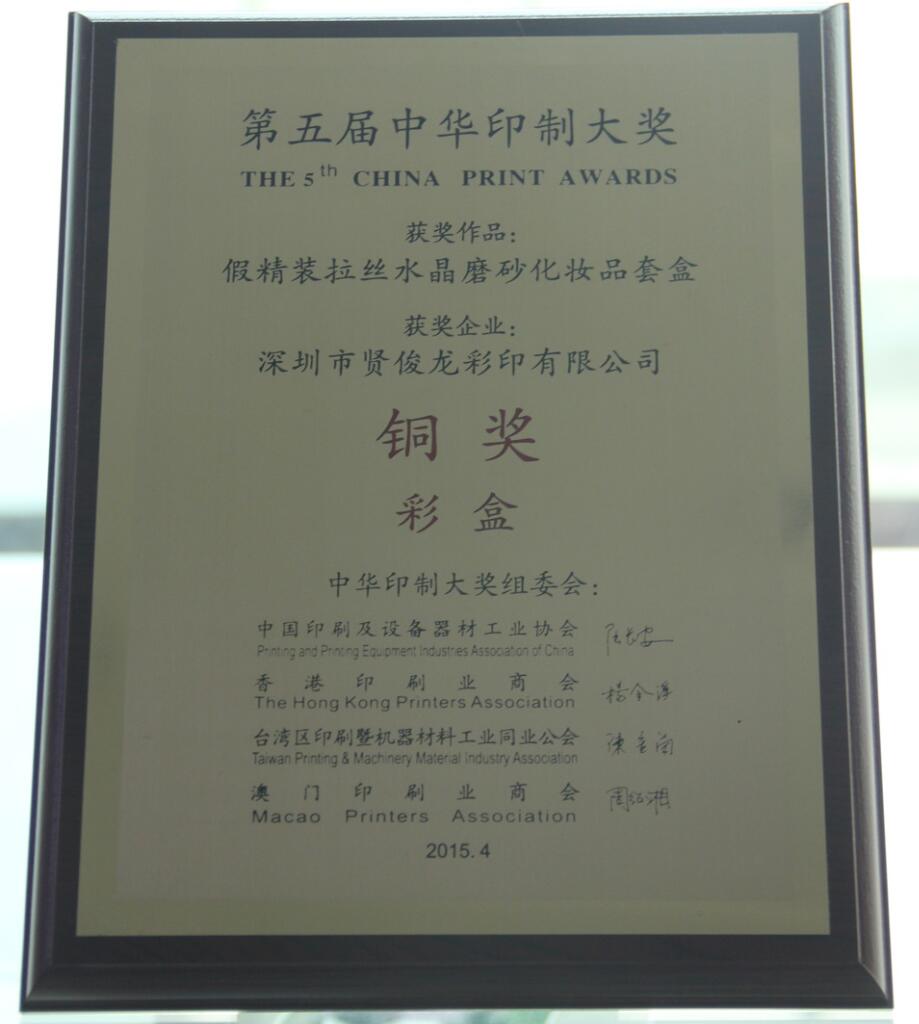 第五届中华印制大奖
THE 5th CHINA PRINT AWARDS
获奖作品:
假精装拉丝水晶磨砂化妆品套盒
获奖企业:
深圳市贤俊龙彩印有限公司
铜奖
彩盒
中华印制大奖组委会:
中国印刷及设备器材工业协会
Printing and Printing Equipment Industries Association of China
香港印刷业商会
The Hong Kong Printers Association
台湾区印刷暨机器材料工业同业公会
Taiwan Printing & Machinery Material Industry Association
澳门印刷业商会
Macao Printers Association
2015.4